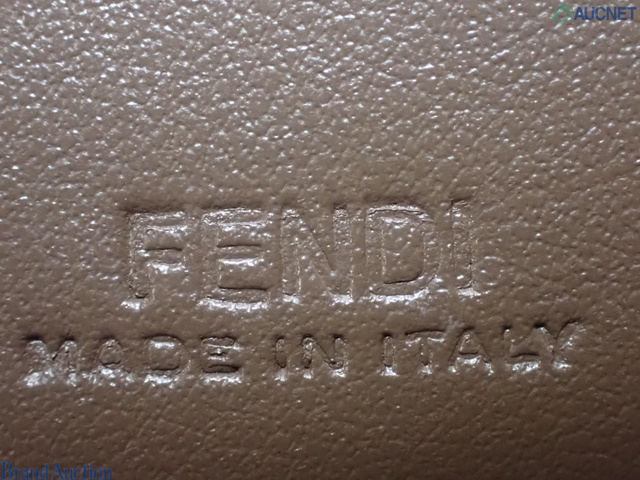 AUCNET
FENDI
MADE IN ITALY
Brand Auction